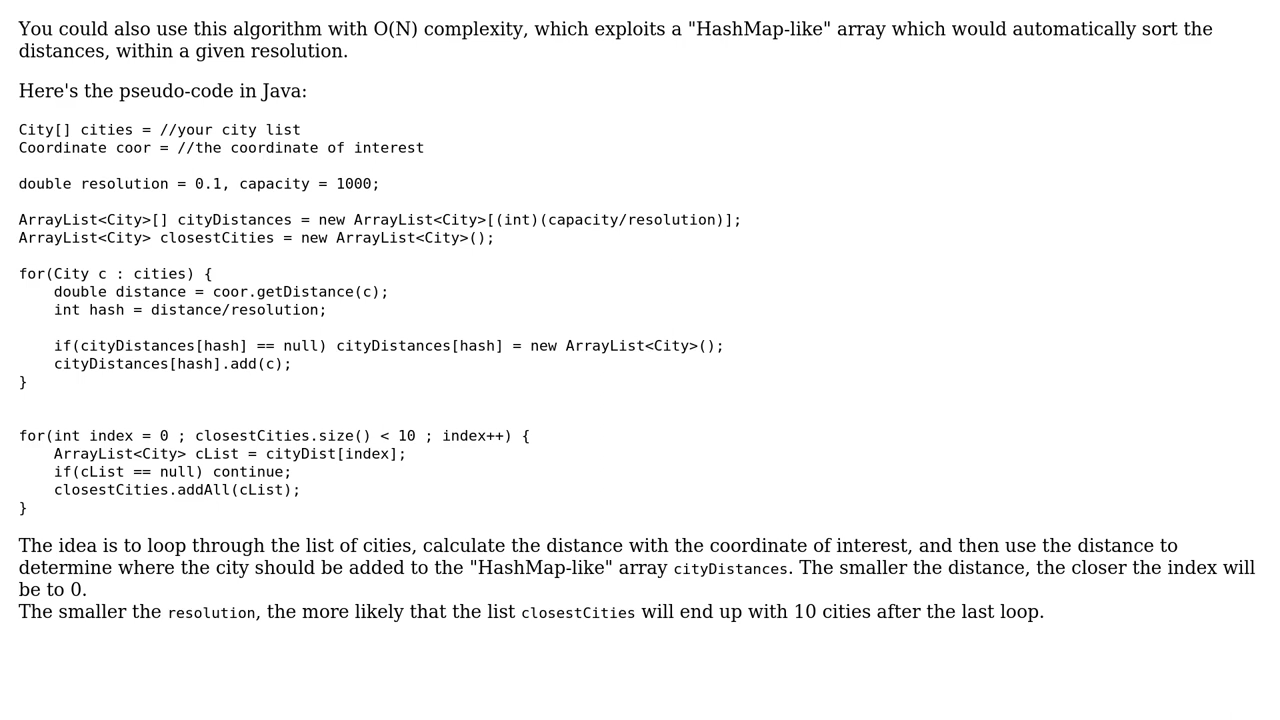 You could also use this algorithm with O(N) complexity, which exploits a "HashMap-like" array which would automatically sort the
distances, within a given resolution.
Here's the pseudo-code in Java:
City[] cities = //your city list
Coordinate coor = //the coordinate of interest
double resolution = 0.1, capacity = 1000;
ArrayList<City>[] cityDistances = new ArrayList<City>[(int)(capacity/resolution)];
ArrayList<City> closestCities = new ArrayList<City>();
for(City c : cities) {
    double distance = coor.getDistance(c);
    int hash = distance/resolution;
    if(cityDistances[hash] == null) cityDistances[hash] = new ArrayList<City>();
    cityDistances[hash].add(c);
}
for(int index = 0 ; closestCities.size() < 10 ; index++) {
    ArrayList<City> cList = cityDist[index];
    if(cList == null) continue;
    closestCities.addAll(cList);
}
The idea is to loop through the list of cities, calculate the distance with the coordinate of interest, and then use the distance to
determine where the city should be added to the "HashMap-like" array cityDistances. The smaller the distance, the closer the index will
be to 0.
The smaller the resolution, the more likely that the list closestCities will end up with 10 cities after the last loop.